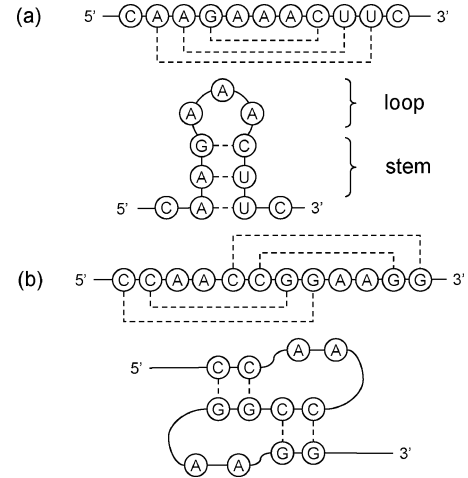 (a) 5' C A A G A A A C U U C 3'
A
A A
loop
G C
A U
stem
5' C A U C 3'
(b) 5' C C A A C C G G A A G G 3'
5' C C A A
G G C C
A A G G 3'